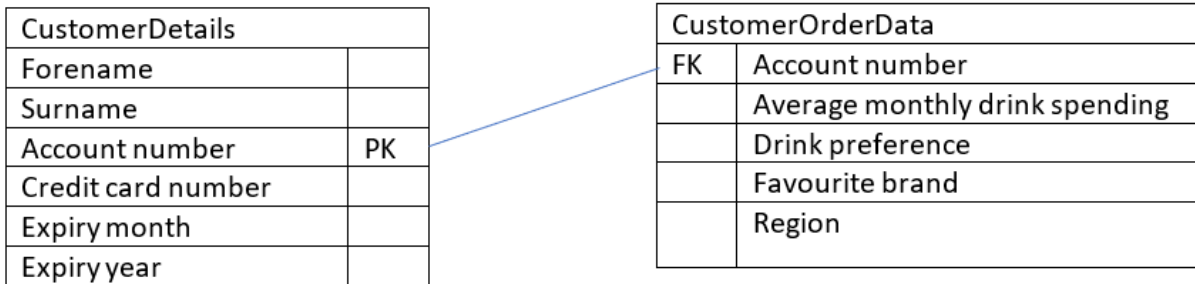 CustomerDetails
Forename
Surname
Account number PK
Credit card number
Expiry month
Expiry year
CustomerOrderData
FK Account number
Average monthly drink spending
Drink preference
Favourite brand
Region